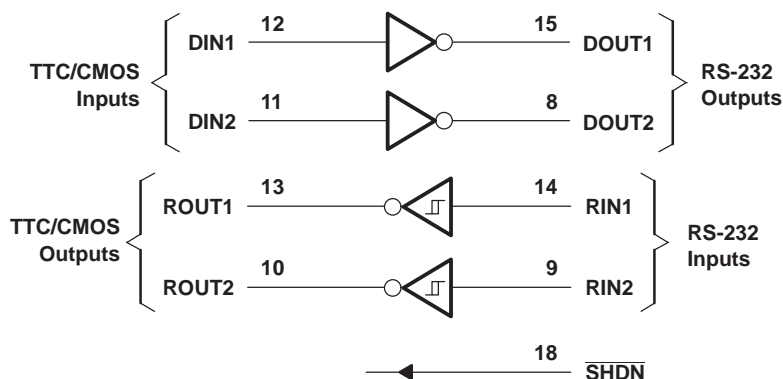 12 15
DIN1 DOUT1
TTC/CMOS
Inputs
RS-232
Outputs
11 8
DIN2 DOUT2
13 14
ROUT1 RIN1
TTC/CMOS
Outputs
RS-232
Inputs
10 9
ROUT2 RIN2
18
SHDN